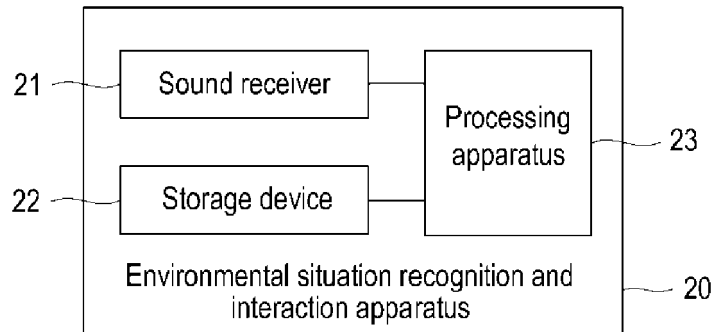 21
Sound receiver
Processing
apparatus
23
22
Storage device
Environmental situation recognition and
interaction apparatus
20